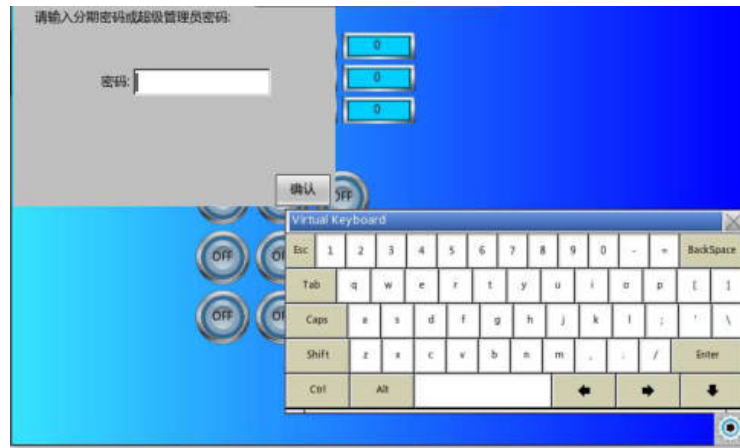 请输入分期密码或超级管理员密码:
0
密码:
0
0
确认
OFF
Virtual Keyboard
Esc 1 2 3 4 5 6 7 8 9 0 - = BackSpace
OFF
Tab q w e r t y u i o p [ ]
Caps a s d f g h j k l ; ' \
OFF
Shift z x c v b n m , . / Enter
Ctrl Alt